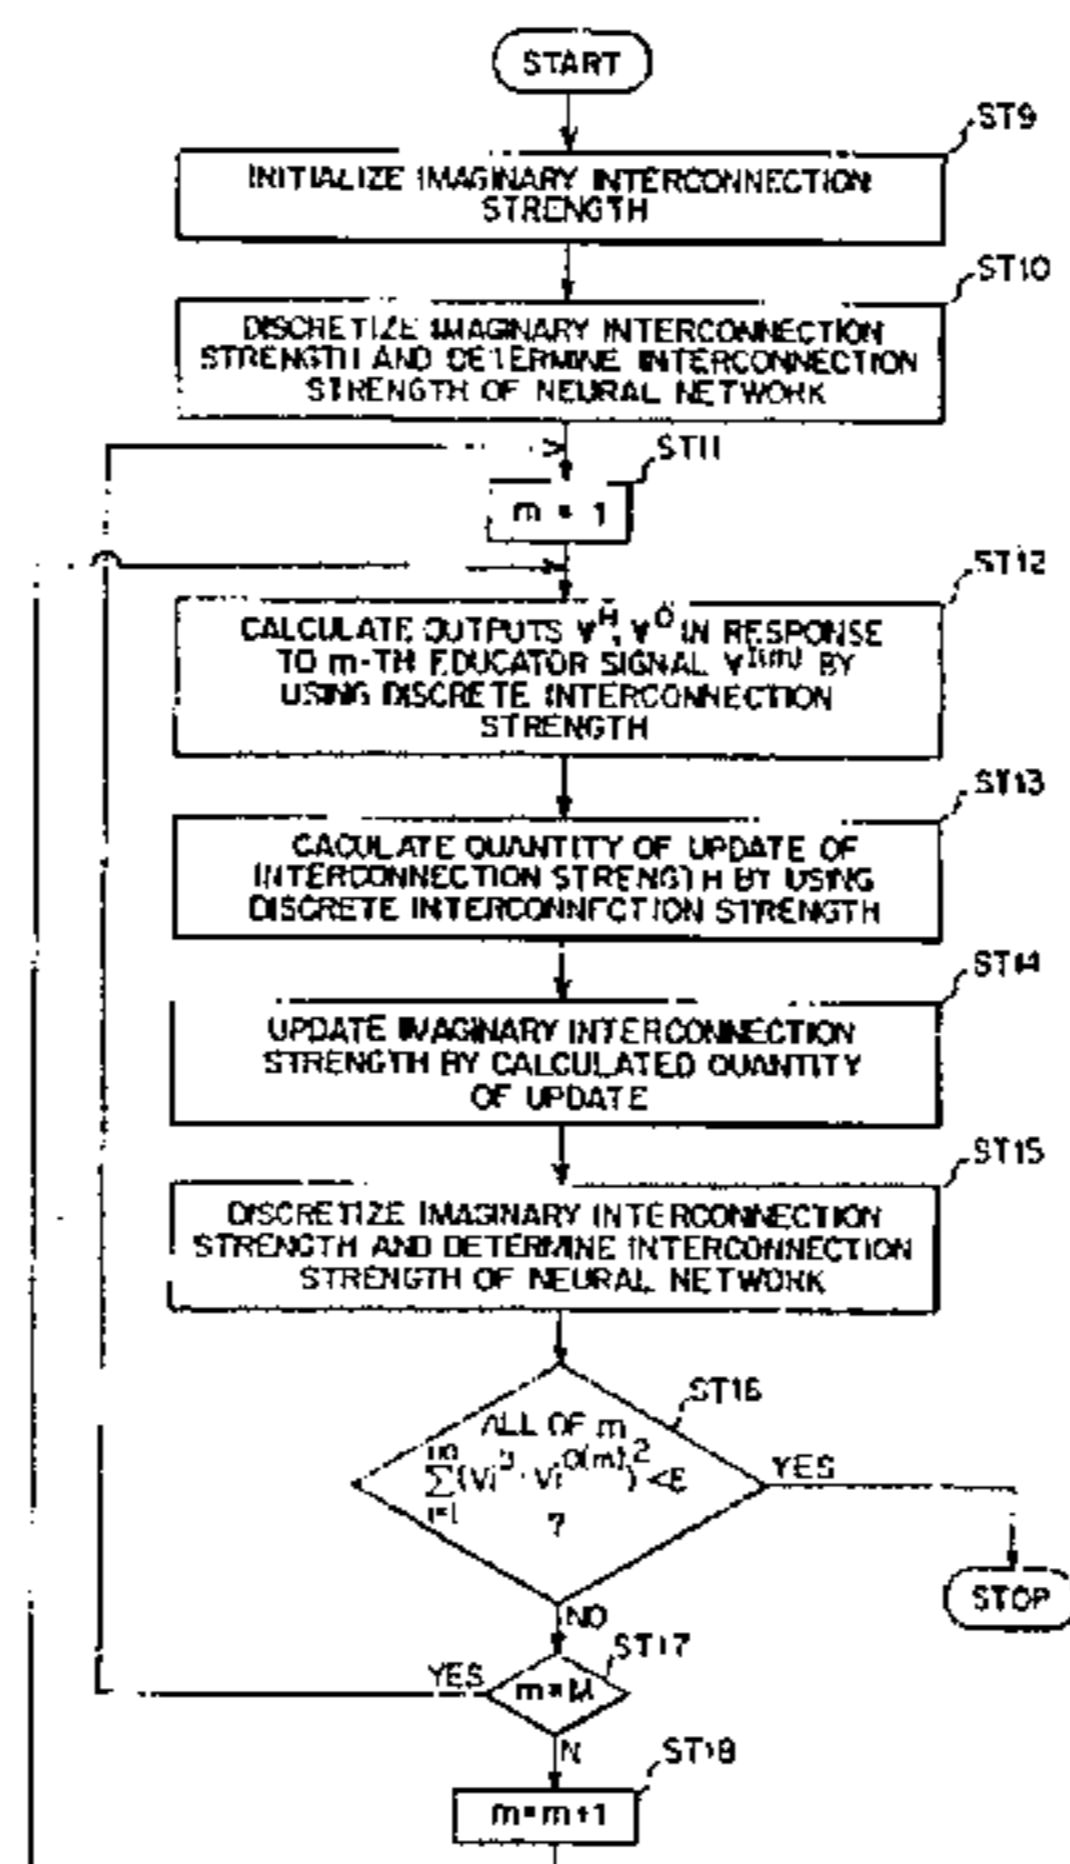 START
ST9
INITIALIZE IMAGINARY INTERCONNECTION
STRENGTH
ST10
DISCRETIZE IMAGINARY INTERCONNECTION
STRENGTH AND DETERMINE INTERCONNECTION
STRENGTH OF NEURAL NETWORK
ST11
m = 1
ST12
CALCULATE OUTPUTS V^H, V^O IN RESPONSE
TO m-TH EDUCATOR SIGNAL V^I(m) BY
USING DISCRETE INTERCONNECTION
STRENGTH
ST13
CACULATE QUANTITY OF UPDATE OF
INTERCONNECTION STRENGTH BY USING
DISCRETE INTERCONNECTION STRENGTH
ST14
UPDATE IMAGINARY INTERCONNECTION
STRENGTH BY CALCULATED QUANTITY
OF UPDATE
ST15
DISCRETIZE IMAGINARY INTERCONNECTION
STRENGTH AND DETERMINE INTERCONNECTION
STRENGTH OF NEURAL NETWORK
ST16
ALL OF m
?
YES
STOP
NO
ST17
YES
m = M
N
ST18
m = m + 1